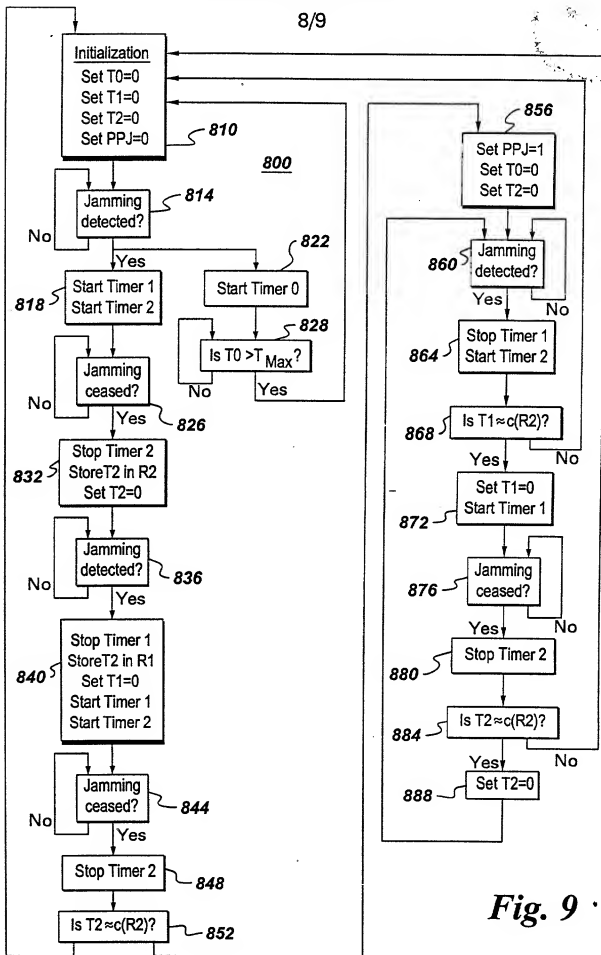 8/9
Initialization
Set T0=0
Set T1=0
Set T2=0
Set PPJ=0
810
800
Jamming
detected?
814
No
Yes
818
Start Timer 1
Start Timer 2
822
Start Timer 0
828
Is T0 >T Max?
No
Yes
Jamming
ceased?
No
826
Yes
832
Stop Timer 2
StoreT2 in R2
Set T2=0
Jamming
detected?
836
No
Yes
840
Stop Timer 1
StoreT2 in R1
Set T1=0
Start Timer 1
Start Timer 2
Jamming
ceased?
844
No
Yes
Stop Timer 2
848
Is T2≈c(R2)?
852
856
Set PPJ=1
Set T0=0
Set T2=0
860
Jamming
detected?
Yes
No
864
Stop Timer 1
Start Timer 2
868
Is T1≈c(R2)?
Yes
No
872
Set T1=0
Start Timer 1
876
Jamming
ceased?
Yes
No
880
Stop Timer 2
884
Is T2≈c(R2)?
Yes
No
888
Set T2=0
Fig. 9